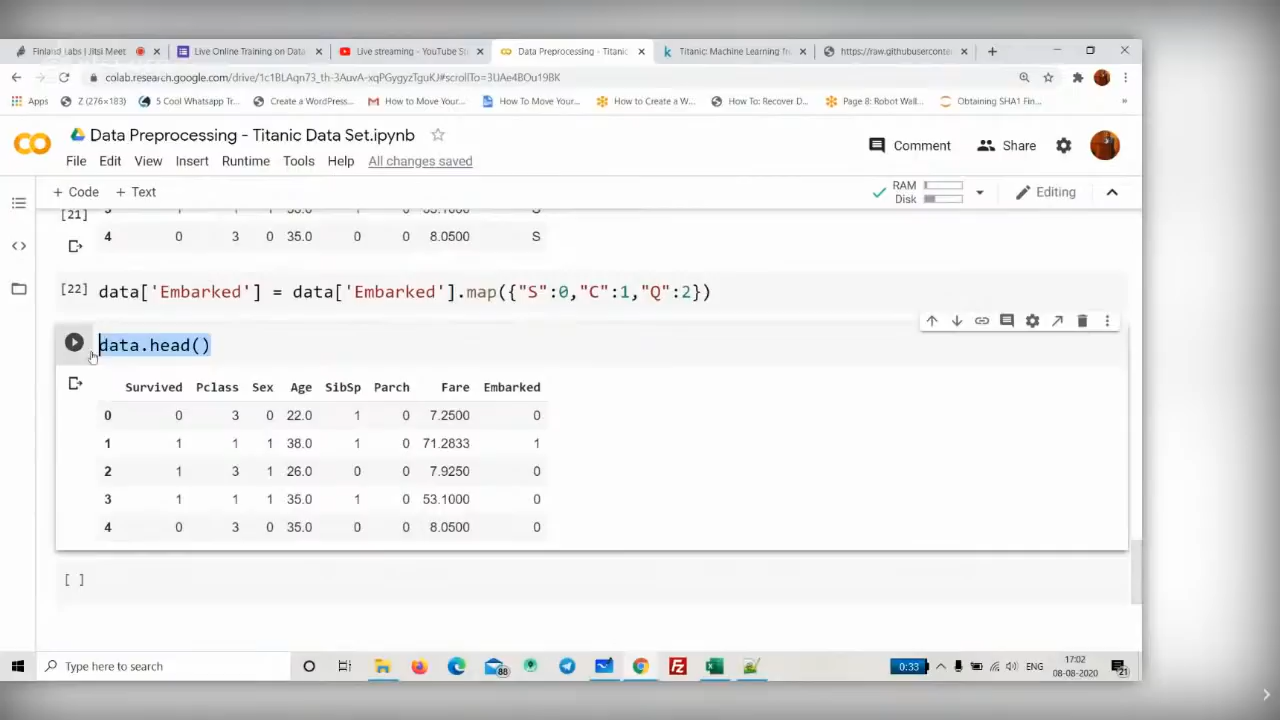 Finland Labs | Jitsi Meet
Live Online Training on Data
Live streaming - YouTube St
Data Preprocessing - Titanic
Titanic: Machine Learning fr
https://raw.githubuserconte
colab.research.google.com/drive/1c1BLAqn73_th-3AuvA-xqPGygyzTguKJ#scrollTo=3UAe4BOu19BK
Apps
Z (276×183)
5 Cool Whatsapp Tr...
Create a WordPress...
How to Move Your...
How To Move Your...
How to Create a W...
How To: Recover D...
Page 8: Robot Wall...
Obtaining SHA1 Fin...
»
Data Preprocessing - Titanic Data Set.ipynb
Comment
Share
File Edit View Insert Runtime Tools Help All changes saved
+ Code + Text
RAM
Disk
Editing
[21]
4 0 3 0 35.0 0 0 8.0500 S
[22] data['Embarked'] = data['Embarked'].map({"S":0,"C":1,"Q":2})
data.head()
Survived Pclass Sex Age SibSp Parch Fare Embarked
0 0 3 0 22.0 1 0 7.2500 0
1 1 1 1 38.0 1 0 71.2833 1
2 1 3 1 26.0 0 0 7.9250 0
3 1 1 1 35.0 1 0 53.1000 0
4 0 3 0 35.0 0 0 8.0500 0
[ ]
Type here to search
88
0:33
ENG
17:02
08-08-2020
21